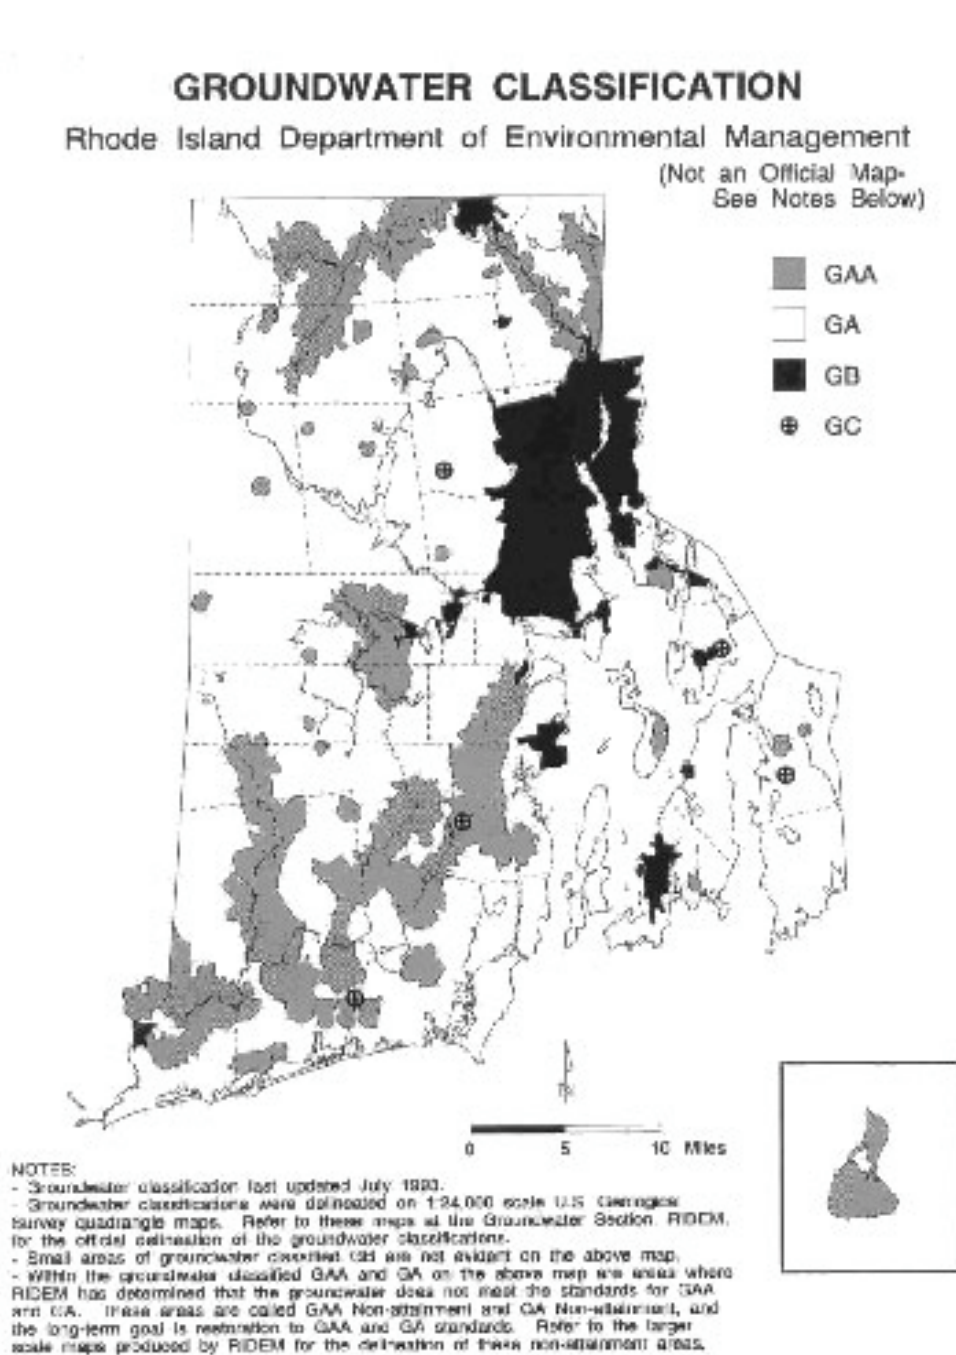 GROUNDWATER CLASSIFICATION
Rhode Island Department of Environmental Management
(Not an Official Map-
See Notes Below)
GAA
GA
GB
GC
0 5 10 Miles
NOTES:
- Groundwater classification last updated July
- Groundwater classifications were delineated on 1:24,000 scale U.S. Geological
Survey quadrangle maps. Refer to these maps at the Groundwater Section, RIDEM,
for the official delineation of the groundwater classifications.
- Small areas of groundwater classified GB are not evident on the above map.
- Within the groundwater classified GAA and GA on the above map are areas where
RIDEM has determined that the groundwater does not meet the standards for GAA
and GA. These areas are called GAA Non-attainment and GA Non-attainment, and
the long-term goal is restoration to GAA and GA standards. Refer to the larger
scale maps produced by RIDEM for the delineation of these non-attainment areas.